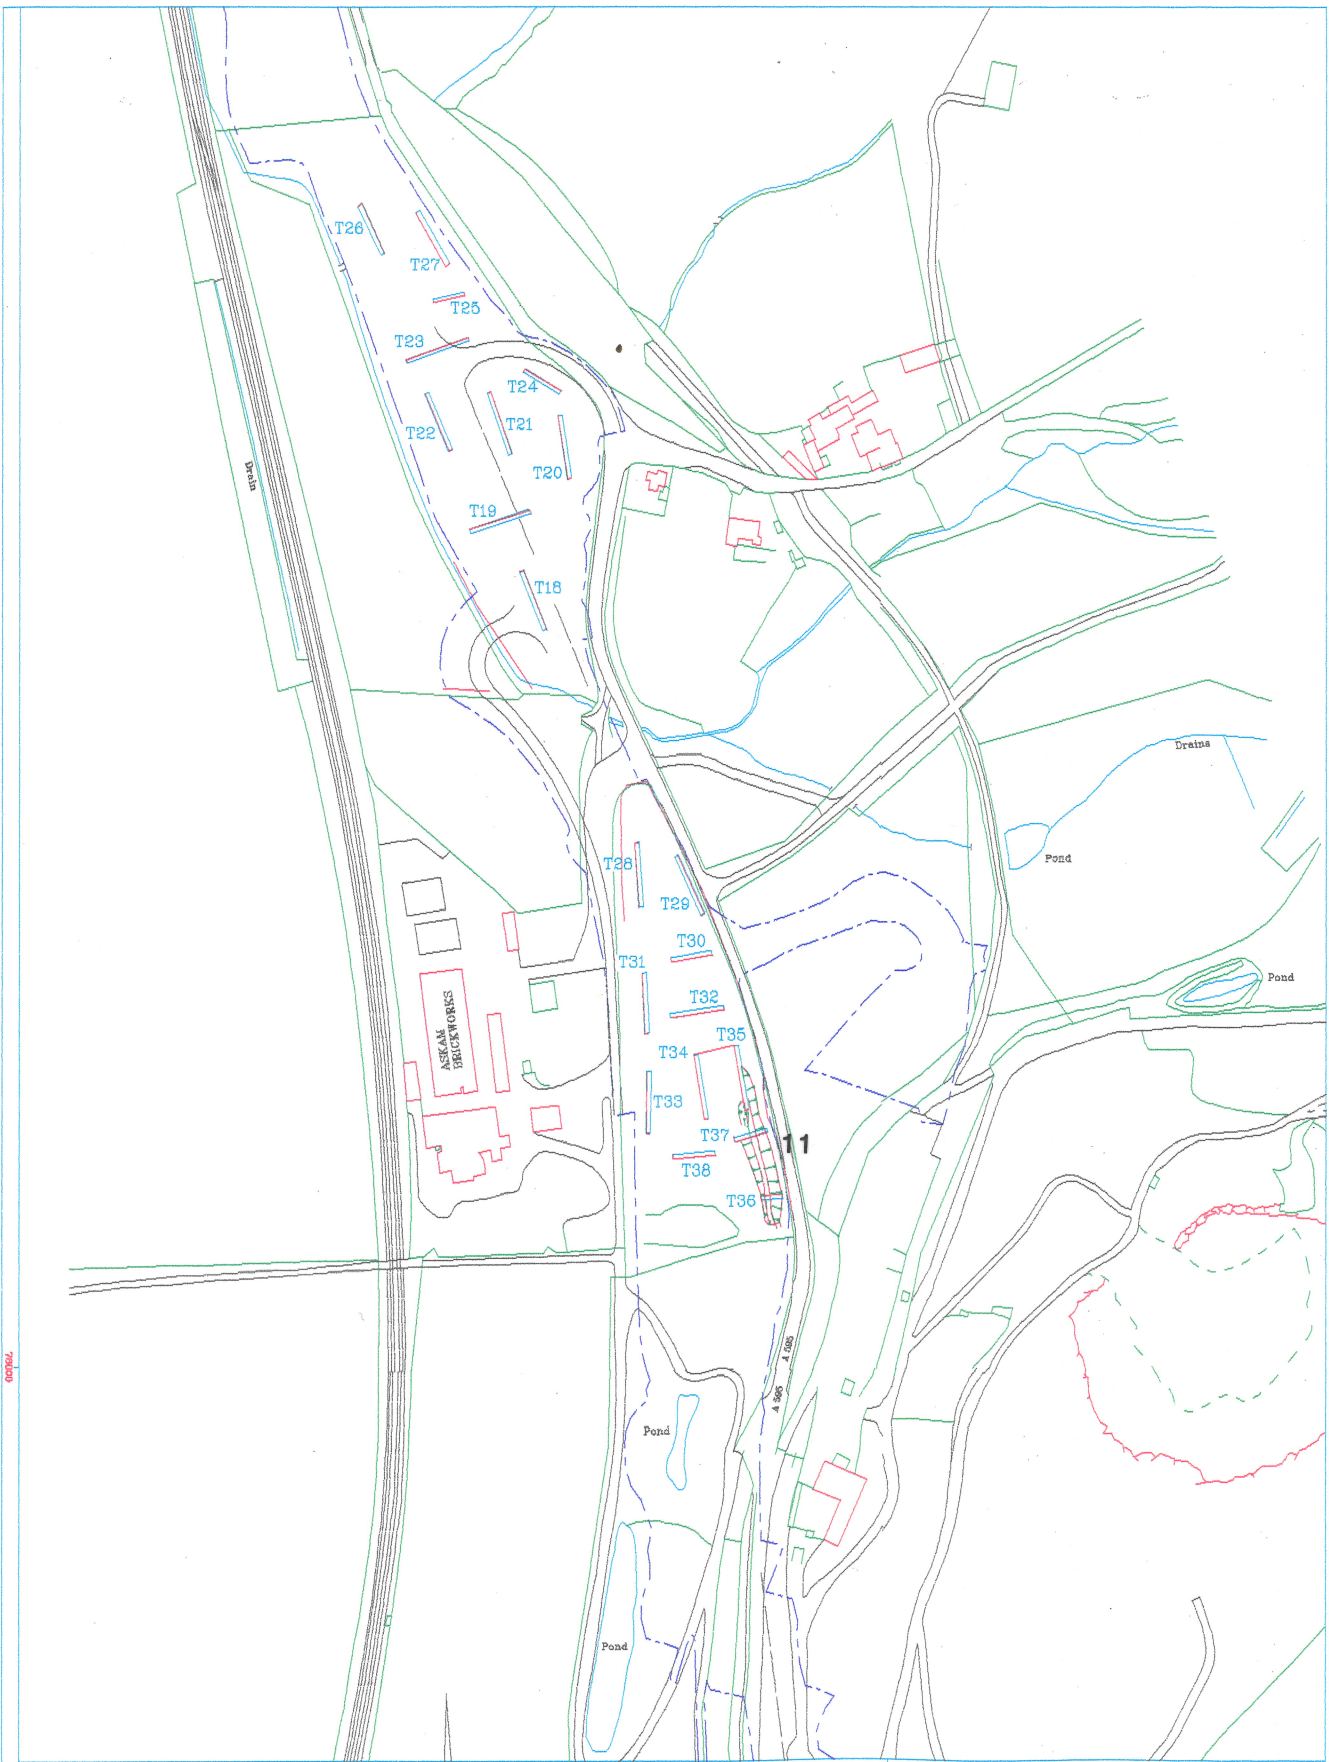 T26
T27
T25
T23
T24
T22
T21
T20
Drain
T19
T18
Drains
T28
Pond
T29
T30
T31
Pond
ASKAM
BRICKWORKS
T32
T35
T34
T33
T37
11
T38
T36
A 595
78000
A 595
Pond
Pond